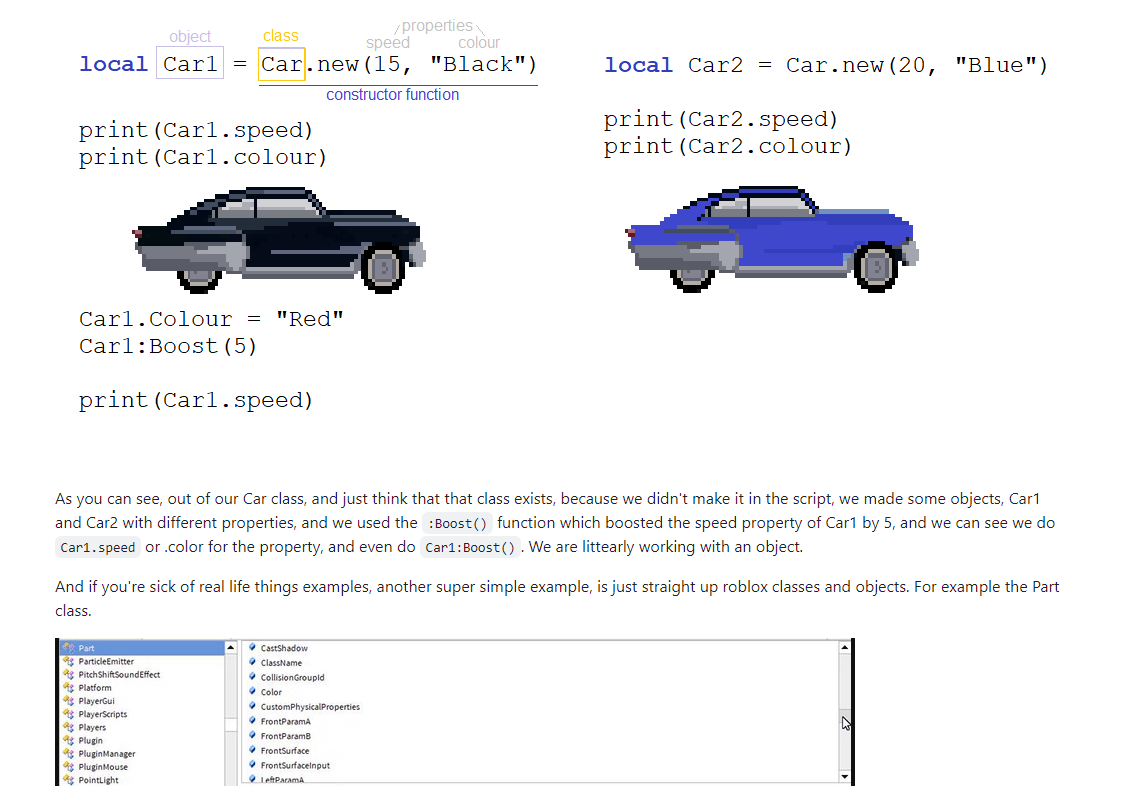 object class properties
speed colour
local Car1 = Car.new(15, "Black")
constructor function
print(Car1.speed)
print(Car1.colour)
local Car2 = Car.new(20, "Blue")
print(Car2.speed)
print(Car2.colour)
Car1.Colour = "Red"
Car1:Boost(5)
print(Car1.speed)
As you can see, out of our Car class, and just think that that class exists, because we didn't make it in the script, we made some objects, Car1
and Car2 with different properties, and we used the :Boost() function which boosted the speed property of Car1 by 5, and we can see we do
Car1.speed or .color for the property, and even do Car1:Boost() . We are littearly working with an object.
And if you're sick of real life things examples, another super simple example, is just straight up roblox classes and objects. For example the Part
class.
Part
ParticleEmitter
PitchShiftSoundEffect
Platform
PlayerGui
PlayerScripts
Players
Plugin
PluginManager
PluginMouse
PointLight
CastShadow
ClassName
CollisionGroupId
Color
CustomPhysicalProperties
FrontParamA
FrontParamB
FrontSurface
FrontSurfaceInput
LeftParamA